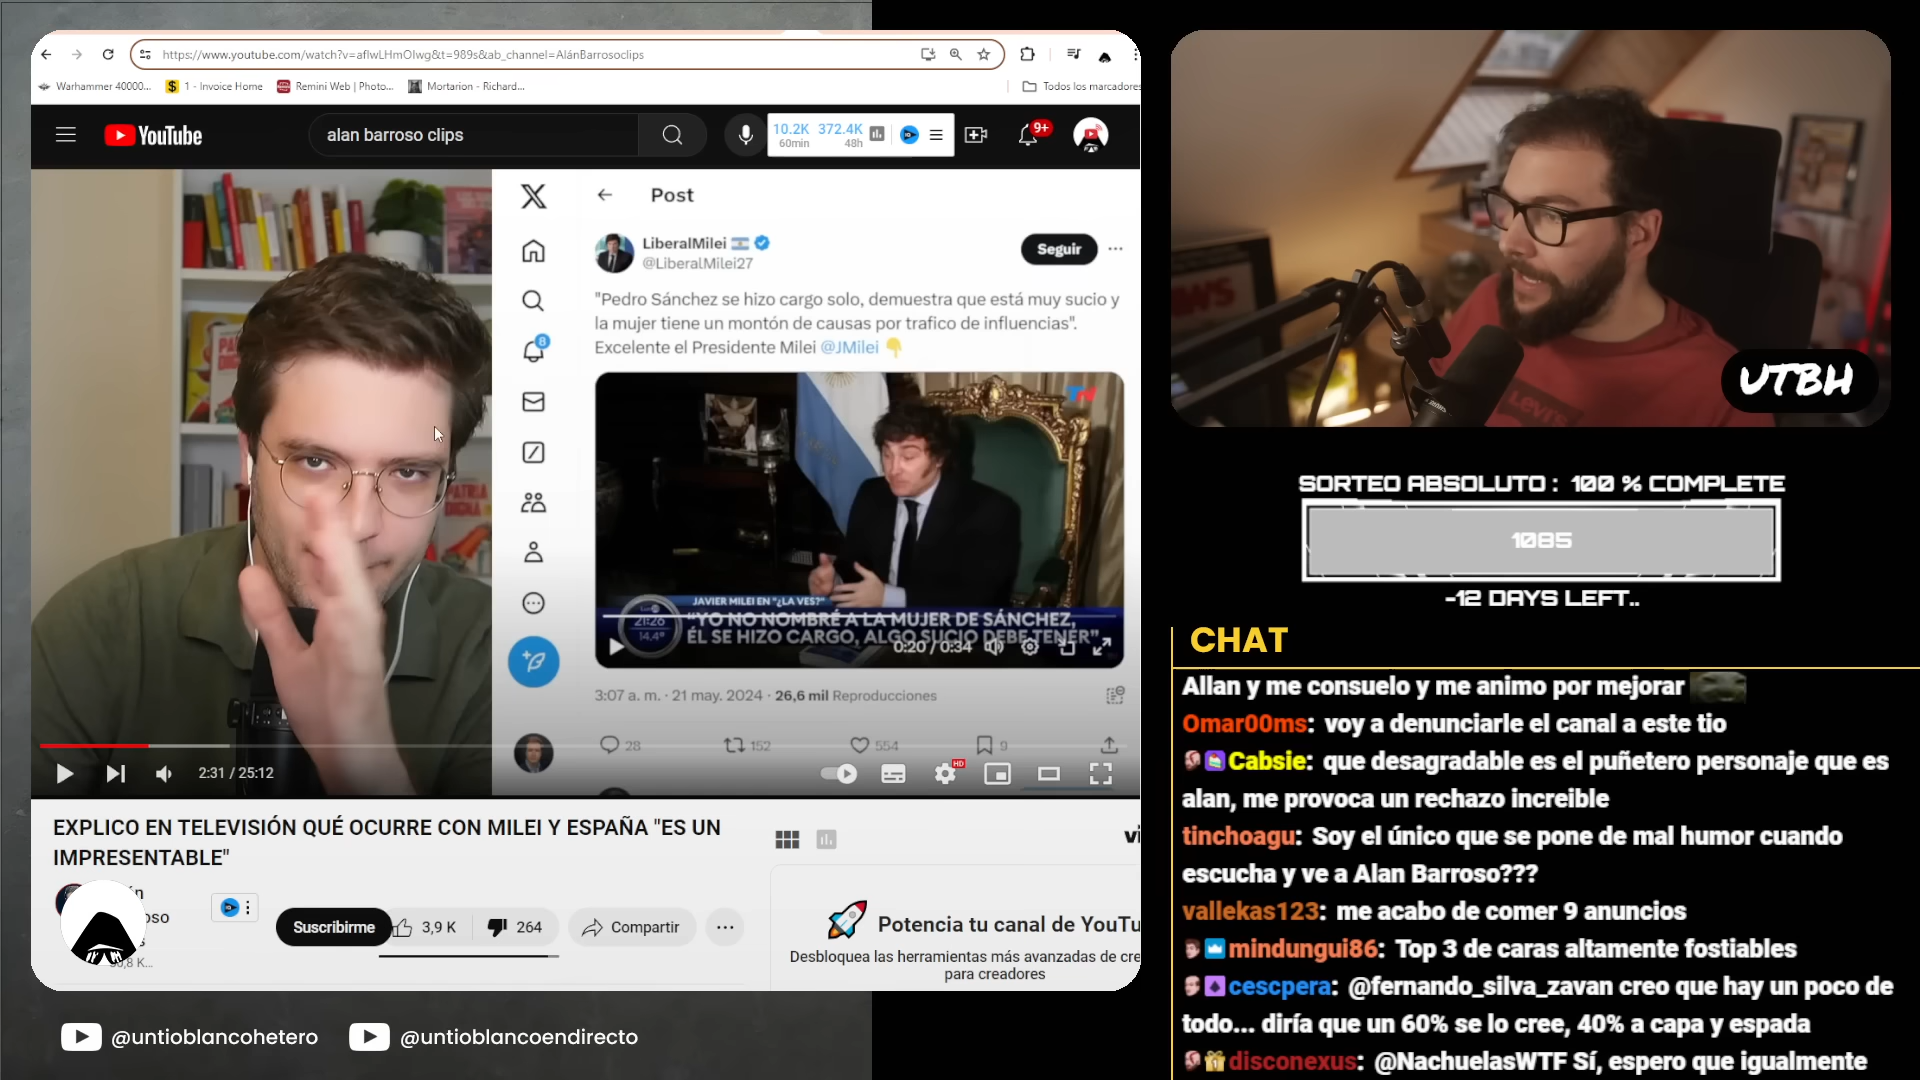 https://www.youtube.com/watch?v=aflwLHmOlwg&t=989s&ab_channel=AlánBarrosoclips
Warhammer 40000...
1 - Invoice Home
Remini Web | Photo...
Mortarion - Richard...
Todos los marcadores
YouTube
alan barroso clips
10.2K 372.4K
60min 48h
9+
Post
LiberalMilei
@LiberalMilei27
Seguir
"Pedro Sánchez se hizo cargo solo, demuestra que está muy sucio y
la mujer tiene un montón de causas por trafico de influencias".
Excelente el Presidente Milei @JMilei
8
TN
JAVIER MILEI EN "¿LA VES?"
21:26
14,4°
"YO NO NOMBRÉ A LA MUJER DE SÁNCHEZ,
ÉL SE HIZO CARGO, ALGO SUCIO DEBE TENER"
0:20 / 0:34
3:07 a. m. · 21 may. 2024 · 26,6 mil Reproducciones
28 152 554 9
2:31 / 25:12
HD
EXPLICO EN TELEVISIÓN QUÉ OCURRE CON MILEI Y ESPAÑA "ES UN
IMPRESENTABLE"
Suscribirme
3,9 K
264
Compartir
Potencia tu canal de YouTu
Desbloquea las herramientas más avanzadas de cre
para creadores
@untioblancohetero
@untioblancoendirecto
Levi's
UTBH
SORTEO ABSOLUTO : 100 % COMPLETE
1085
-12 DAYS LEFT..
CHAT
Allan y me consuelo y me animo por mejorar
Omar00ms: voy a denunciarle el canal a este tio
Cabsie: que desagradable es el puñetero personaje que es
alan, me provoca un rechazo increible
tinchoagu: Soy el único que se pone de mal humor cuando
escucha y ve a Alan Barroso???
vallekas123: me acabo de comer 9 anuncios
mindungui86: Top 3 de caras altamente fostiables
cescpera: @fernando_silva_zavan creo que hay un poco de
todo... diría que un 60% se lo cree, 40% a capa y espada
disconexus: @NachuelasWTF Sí, espero que igualmente